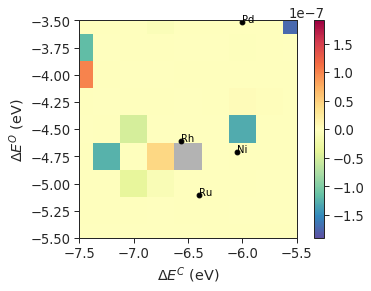 1e−7
−3.50
−3.75
−4.00
−4.25
−4.50
−4.75
−5.00
−5.25
−5.50
ΔE^O (eV)
Pd
Rh
Ni
Ru
1.5
1.0
0.5
0.0
−0.5
−1.0
−1.5
−7.5 −7.0 −6.5 −6.0 −5.5
ΔE^C (eV)